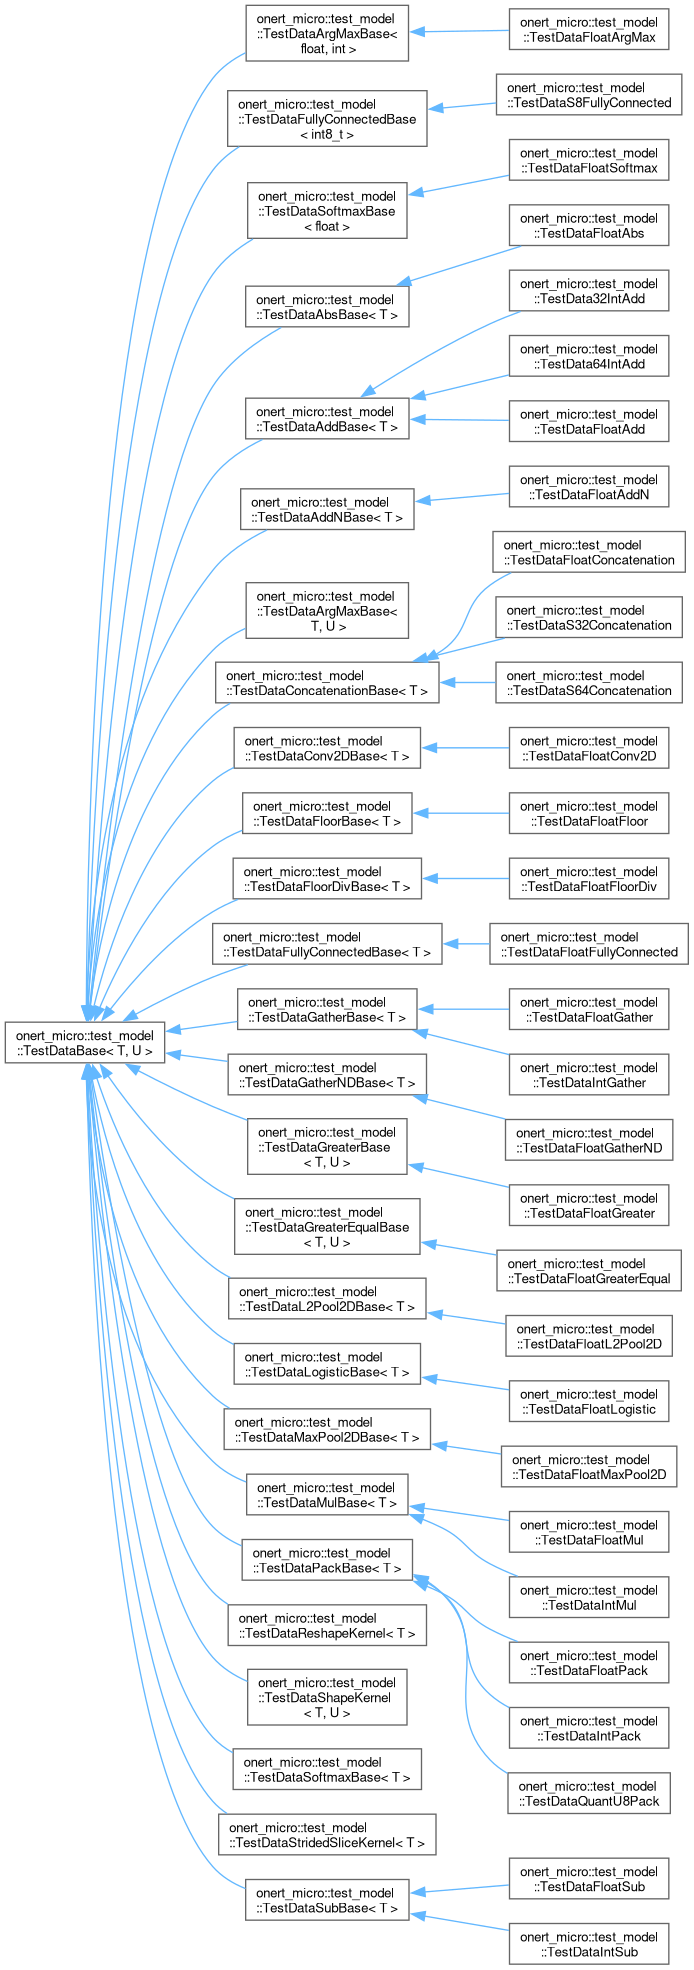 onert_micro::test_model
::TestDataArgMaxBase<
float, int >
onert_micro::test_model
::TestDataFloatArgMax
onert_micro::test_model
::TestDataFullyConnectedBase
< int8_t >
onert_micro::test_model
::TestDataS8FullyConnected
onert_micro::test_model
::TestDataSoftmaxBase
< float >
onert_micro::test_model
::TestDataFloatSoftmax
onert_micro::test_model
::TestDataAbsBase< T >
onert_micro::test_model
::TestDataFloatAbs
onert_micro::test_model
::TestDataAddBase< T >
onert_micro::test_model
::TestData32IntAdd
onert_micro::test_model
::TestData64IntAdd
onert_micro::test_model
::TestDataFloatAdd
onert_micro::test_model
::TestDataAddNBase< T >
onert_micro::test_model
::TestDataFloatAddN
onert_micro::test_model
::TestDataArgMaxBase<
T, U >
onert_micro::test_model
::TestDataConcatenationBase< T >
onert_micro::test_model
::TestDataFloatConcatenation
onert_micro::test_model
::TestDataS32Concatenation
onert_micro::test_model
::TestDataS64Concatenation
onert_micro::test_model
::TestDataConv2DBase< T >
onert_micro::test_model
::TestDataFloatConv2D
onert_micro::test_model
::TestDataFloorBase< T >
onert_micro::test_model
::TestDataFloatFloor
onert_micro::test_model
::TestDataFloorDivBase< T >
onert_micro::test_model
::TestDataFloatFloorDiv
onert_micro::test_model
::TestDataFullyConnectedBase< T >
onert_micro::test_model
::TestDataFloatFullyConnected
onert_micro::test_model
::TestDataBase< T, U >
onert_micro::test_model
::TestDataGatherBase< T >
onert_micro::test_model
::TestDataFloatGather
onert_micro::test_model
::TestDataIntGather
onert_micro::test_model
::TestDataGatherNDBase< T >
onert_micro::test_model
::TestDataFloatGatherND
onert_micro::test_model
::TestDataGreaterBase
< T, U >
onert_micro::test_model
::TestDataFloatGreater
onert_micro::test_model
::TestDataGreaterEqualBase
< T, U >
onert_micro::test_model
::TestDataFloatGreaterEqual
onert_micro::test_model
::TestDataL2Pool2DBase< T >
onert_micro::test_model
::TestDataFloatL2Pool2D
onert_micro::test_model
::TestDataLogisticBase< T >
onert_micro::test_model
::TestDataFloatLogistic
onert_micro::test_model
::TestDataMaxPool2DBase< T >
onert_micro::test_model
::TestDataFloatMaxPool2D
onert_micro::test_model
::TestDataMulBase< T >
onert_micro::test_model
::TestDataFloatMul
onert_micro::test_model
::TestDataIntMul
onert_micro::test_model
::TestDataPackBase< T >
onert_micro::test_model
::TestDataFloatPack
onert_micro::test_model
::TestDataIntPack
onert_micro::test_model
::TestDataQuantU8Pack
onert_micro::test_model
::TestDataReshapeKernel< T >
onert_micro::test_model
::TestDataShapeKernel
< T, U >
onert_micro::test_model
::TestDataSoftmaxBase< T >
onert_micro::test_model
::TestDataStridedSliceKernel< T >
onert_micro::test_model
::TestDataSubBase< T >
onert_micro::test_model
::TestDataFloatSub
onert_micro::test_model
::TestDataIntSub